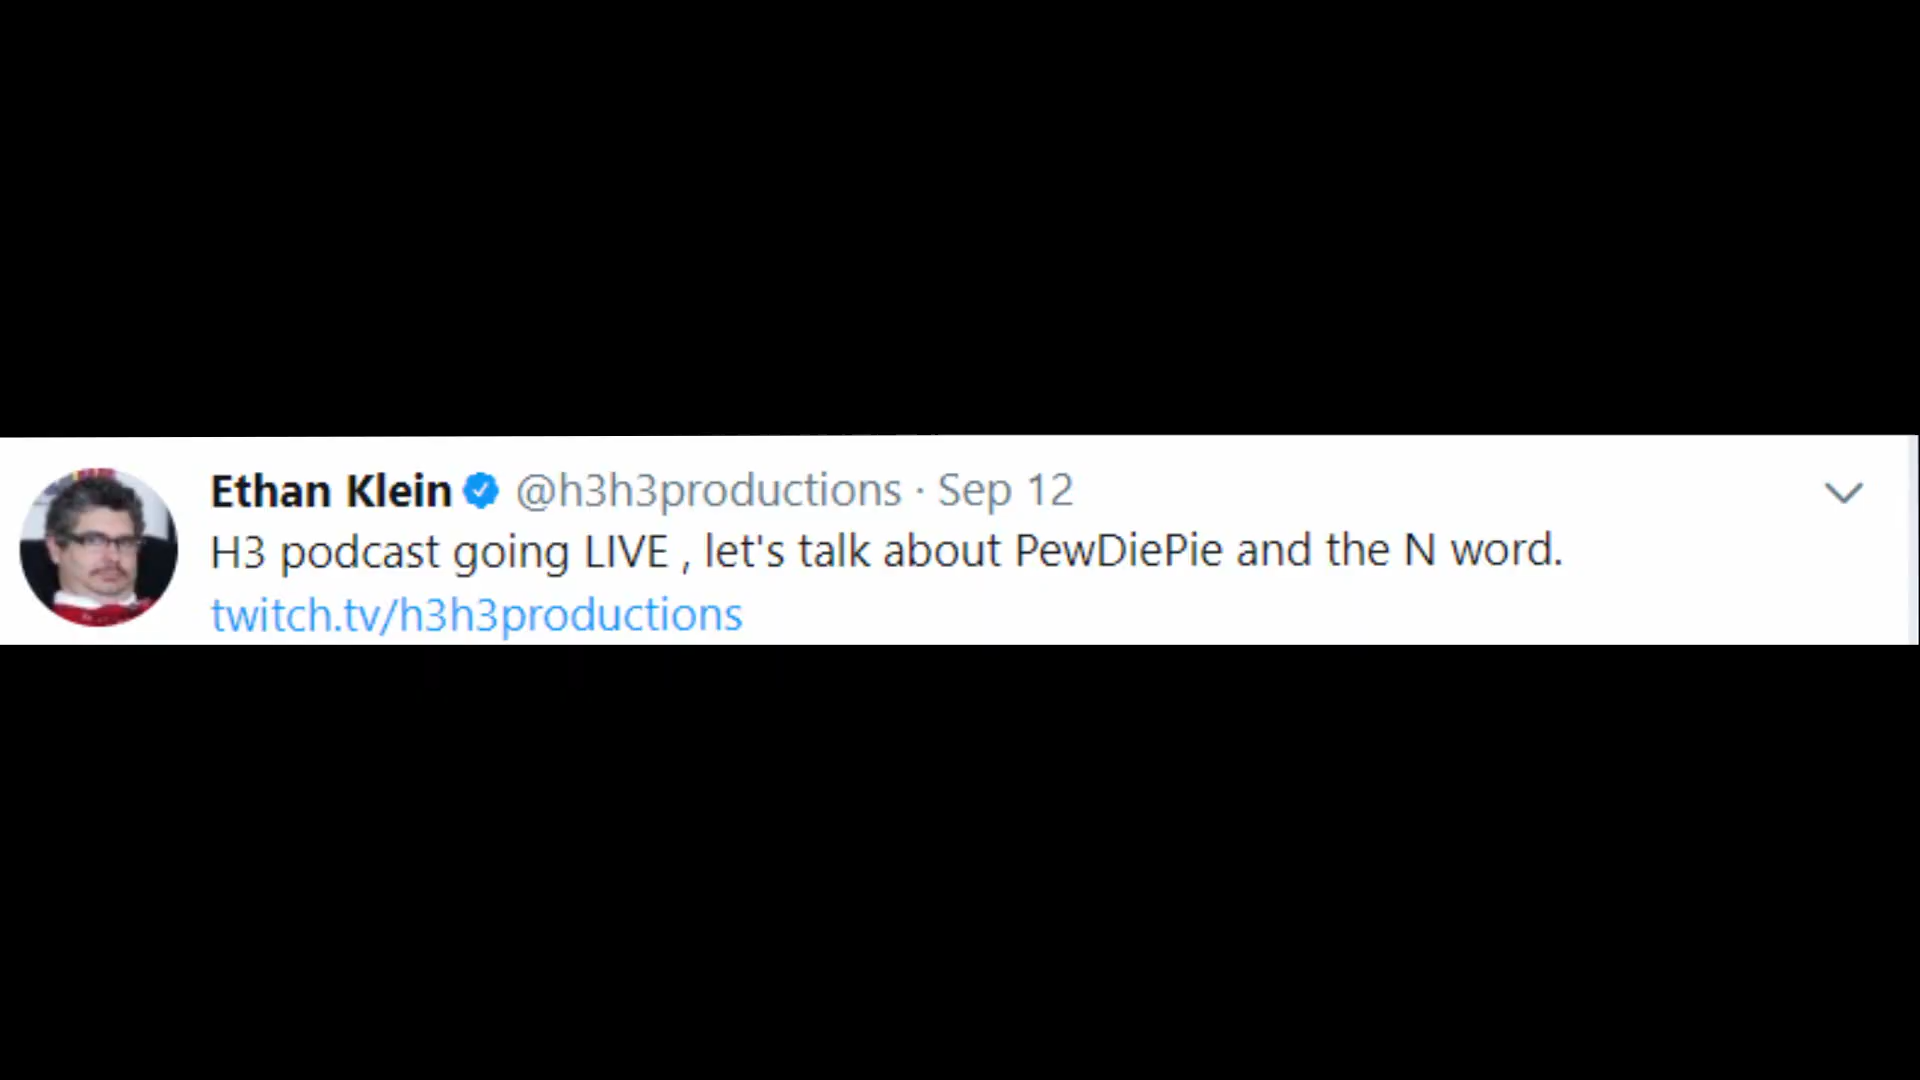 Ethan Klein @h3h3productions · Sep 12
H3 podcast going LIVE , let's talk about PewDiePie and the N word.
twitch.tv/h3h3productions